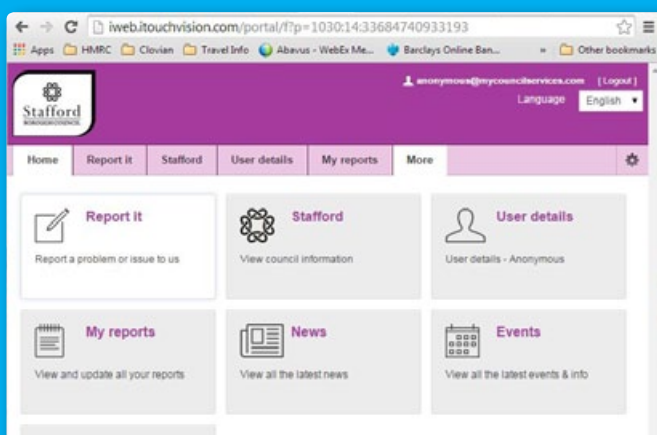 iweb.itouchvision.com/portal/f?p=1030:14:33684740933193
Apps HMRC Clovian Travel Info Abavus - WebEx Me... Barclays Online Ban... » Other bookmarks
anonymous@mycouncilservices.com [Logout]
Language English
Stafford
BOROUGH COUNCIL
Home Report it Stafford User details My reports More
Report it
Report a problem or issue to us
Stafford
View council information
User details
User details - Anonymous
My reports
View and update all your reports
News
View all the latest news
Events
View all the latest events & info